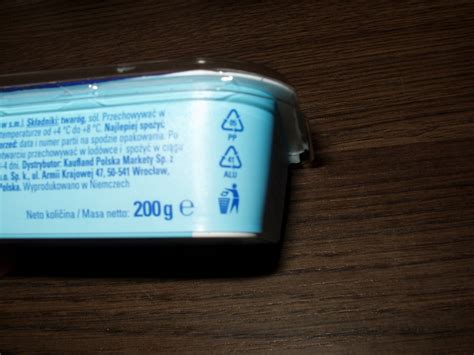 w s.m.). Składniki: twaróg, sól. Przechowywać w
temperaturze od +4 °C do +8 °C. Najlepiej spożyć
przed: data i numer partii na spodzie opakowania. Po
otwarciu przechowywać w lodówce i spożyć w ciągu
-4 dni. Dystrybutor: Kaufland Polska Markety Sp. z
o.o. Sp. k., ul. Armii Krajowej 47, 50-541 Wrocław,
Polska. Wyprodukowano w Niemczech
Neto količina / Masa netto: 200 g e
05
PP
41
ALU